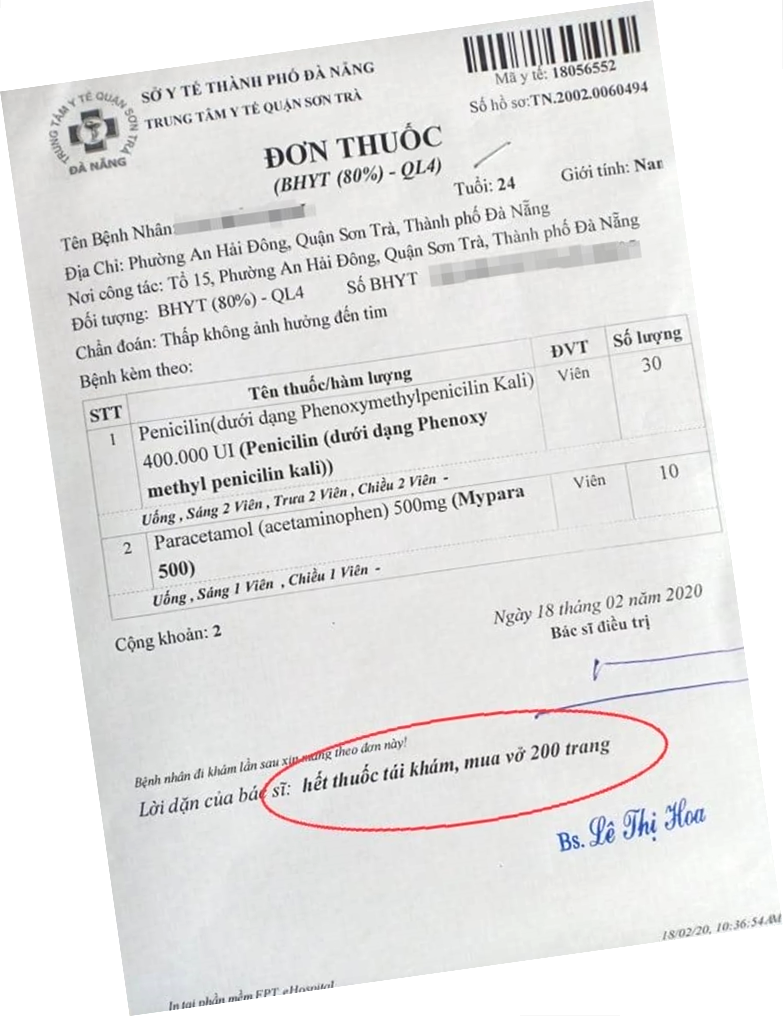 SỞ Y TẾ THÀNH PHỐ ĐÀ NẴNG
TRUNG TÂM Y TẾ QUẬN SƠN TRÀ
TRUNG TÂM Y TẾ QUẬN SƠN TRÀ
ĐÀ NẴNG
Mã y tế: 18056552
Số hồ sơ:TN.2002.0060494
ĐƠN THUỐC
(BHYT (80%) - QL4)
Tuổi: 24 Giới tính: Nam
Tên Bệnh Nhân:
Địa Chỉ: Phường An Hải Đông, Quận Sơn Trà, Thành phố Đà Nẵng
Nơi công tác: Tổ 15, Phường An Hải Đông, Quận Sơn Trà, Thành phố Đà Nẵng
Đối tượng: BHYT (80%) - QL4 Số BHYT
Chẩn đoán: Thấp không ảnh hưởng đến tim
Bệnh kèm theo:
STT Tên thuốc/hàm lượng ĐVT Số lượng
1 Penicilin(dưới dạng Phenoxymethylpenicilin Kali) Viên 30
400.000 UI (Penicilin (dưới dạng Phenoxy
methyl penicilin kali))
Uống , Sáng 2 Viên , Trưa 2 Viên , Chiều 2 Viên -
2 Paracetamol (acetaminophen) 500mg (Mypara Viên 10
500)
Uống , Sáng 1 Viên , Chiều 1 Viên -
Cộng khoản: 2
Ngày 18 tháng 02 năm 2020
Bác sĩ điều trị
Bệnh nhân đi khám lần sau xin mang theo đơn này!
Lời dặn của bác sĩ: hết thuốc tái khám, mua vở 200 trang
Bs. Lê Thị Hoa
18/02/20, 10:36:54AM
In tại phần mềm FPT. eHospital